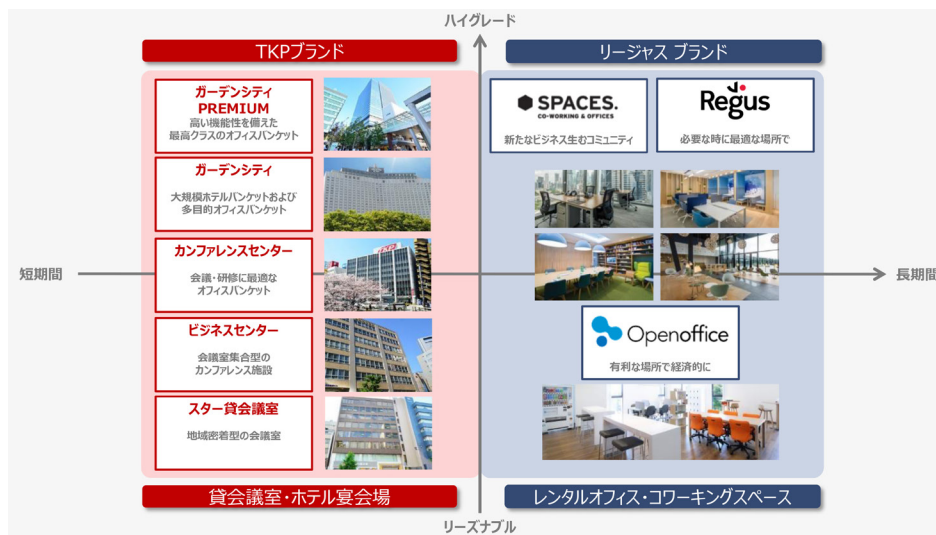 ハイグレード
TKPブランド
リージャス ブランド
ガーデンシティ
PREMIUM
高い機能性を備えた
最高クラスのオフィスバンケット
SPACES.
CO-WORKING & OFFICES
新たなビジネス生むコミュニティ
Regus
必要な時に最適な場所で
ガーデンシティ
大規模ホテルバンケットおよび
多目的オフィスバンケット
短期間
カンファレンスセンター
会議・研修に最適な
オフィスバンケット
長期間
ビジネスセンター
会議室集合型の
カンファレンス施設
Openoffice
有利な場所で経済的に
スター貸会議室
地域密着型の会議室
貸会議室・ホテル宴会場
レンタルオフィス・コワーキングスペース
リーズナブル